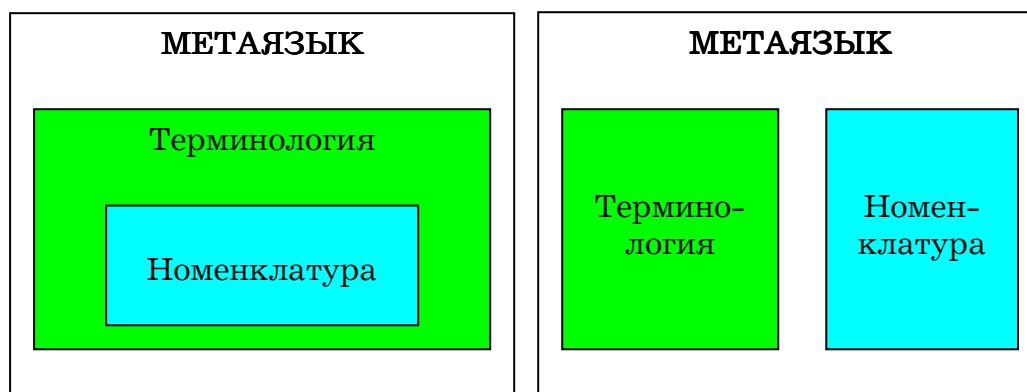 МЕТАЯЗЫК
Терминология
Номенклатура
МЕТАЯЗЫК
Термино-
логия
Номен-
клатура